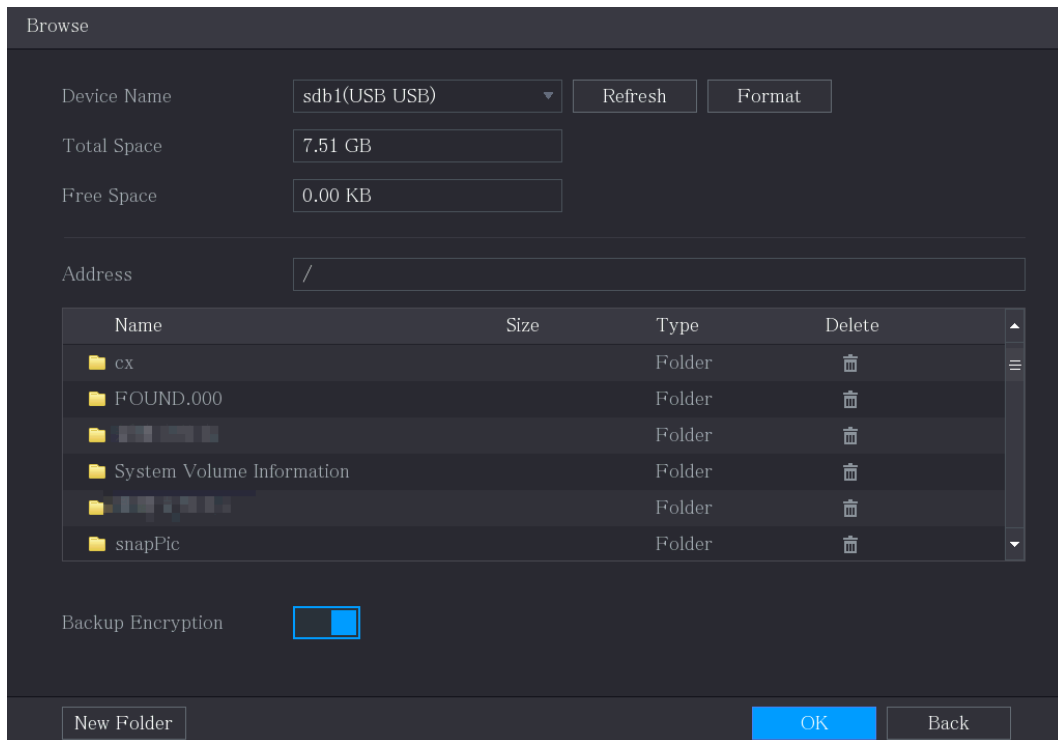 Browse
Device Name sdb1(USB USB) Refresh Format
Total Space 7.51 GB
Free Space 0.00 KB
Address /
Name Size Type Delete
cx Folder
FOUND.000 Folder
Folder
System Volume Information Folder
Folder
snapPic Folder
Backup Encryption
New Folder OK Back